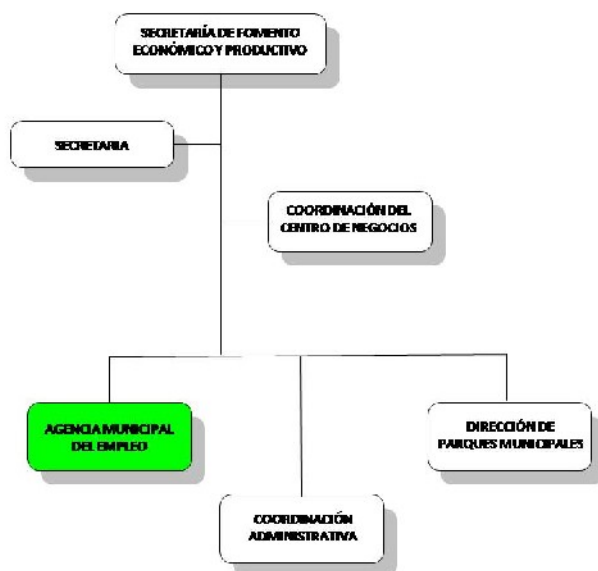 SECRETARÍA DE FOMENTO
ECONÓMICO Y PRODUCTIVO
SECRETARIA
COORDINACIÓN DEL
CENTRO DE NEGOCIOS
AGENCIA MUNICIPAL
DEL EMPLEO
DIRECCIÓN DE
PARQUES MUNICIPALES
COORDINACIÓN
ADMINISTRATIVA